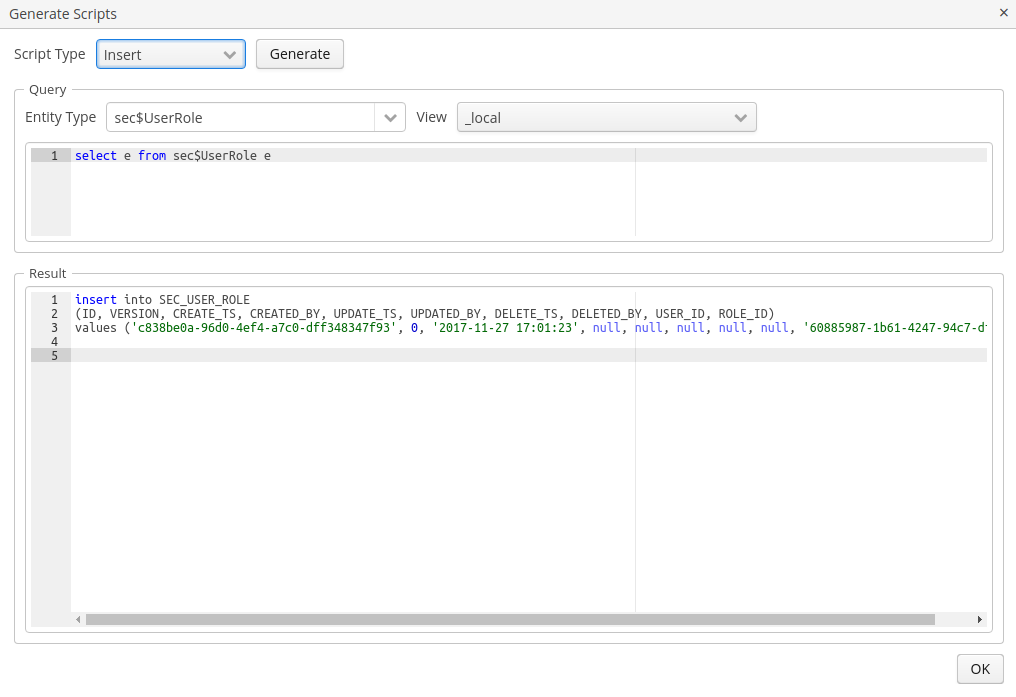 Generate Scripts ×
Script Type Insert Generate
Query
Entity Type sec$UserRole View _local
1 select e from sec$UserRole e
Result
1 insert into SEC_USER_ROLE
2 (ID, VERSION, CREATE_TS, CREATED_BY, UPDATE_TS, UPDATED_BY, DELETE_TS, DELETED_BY, USER_ID, ROLE_ID)
3 values ('c838be0a-96d0-4ef4-a7c0-dff348347f93', 0, '2017-11-27 17:01:23', null, null, null, null, null, '60885987-1b61-4247-94c7-d
4
5
OK